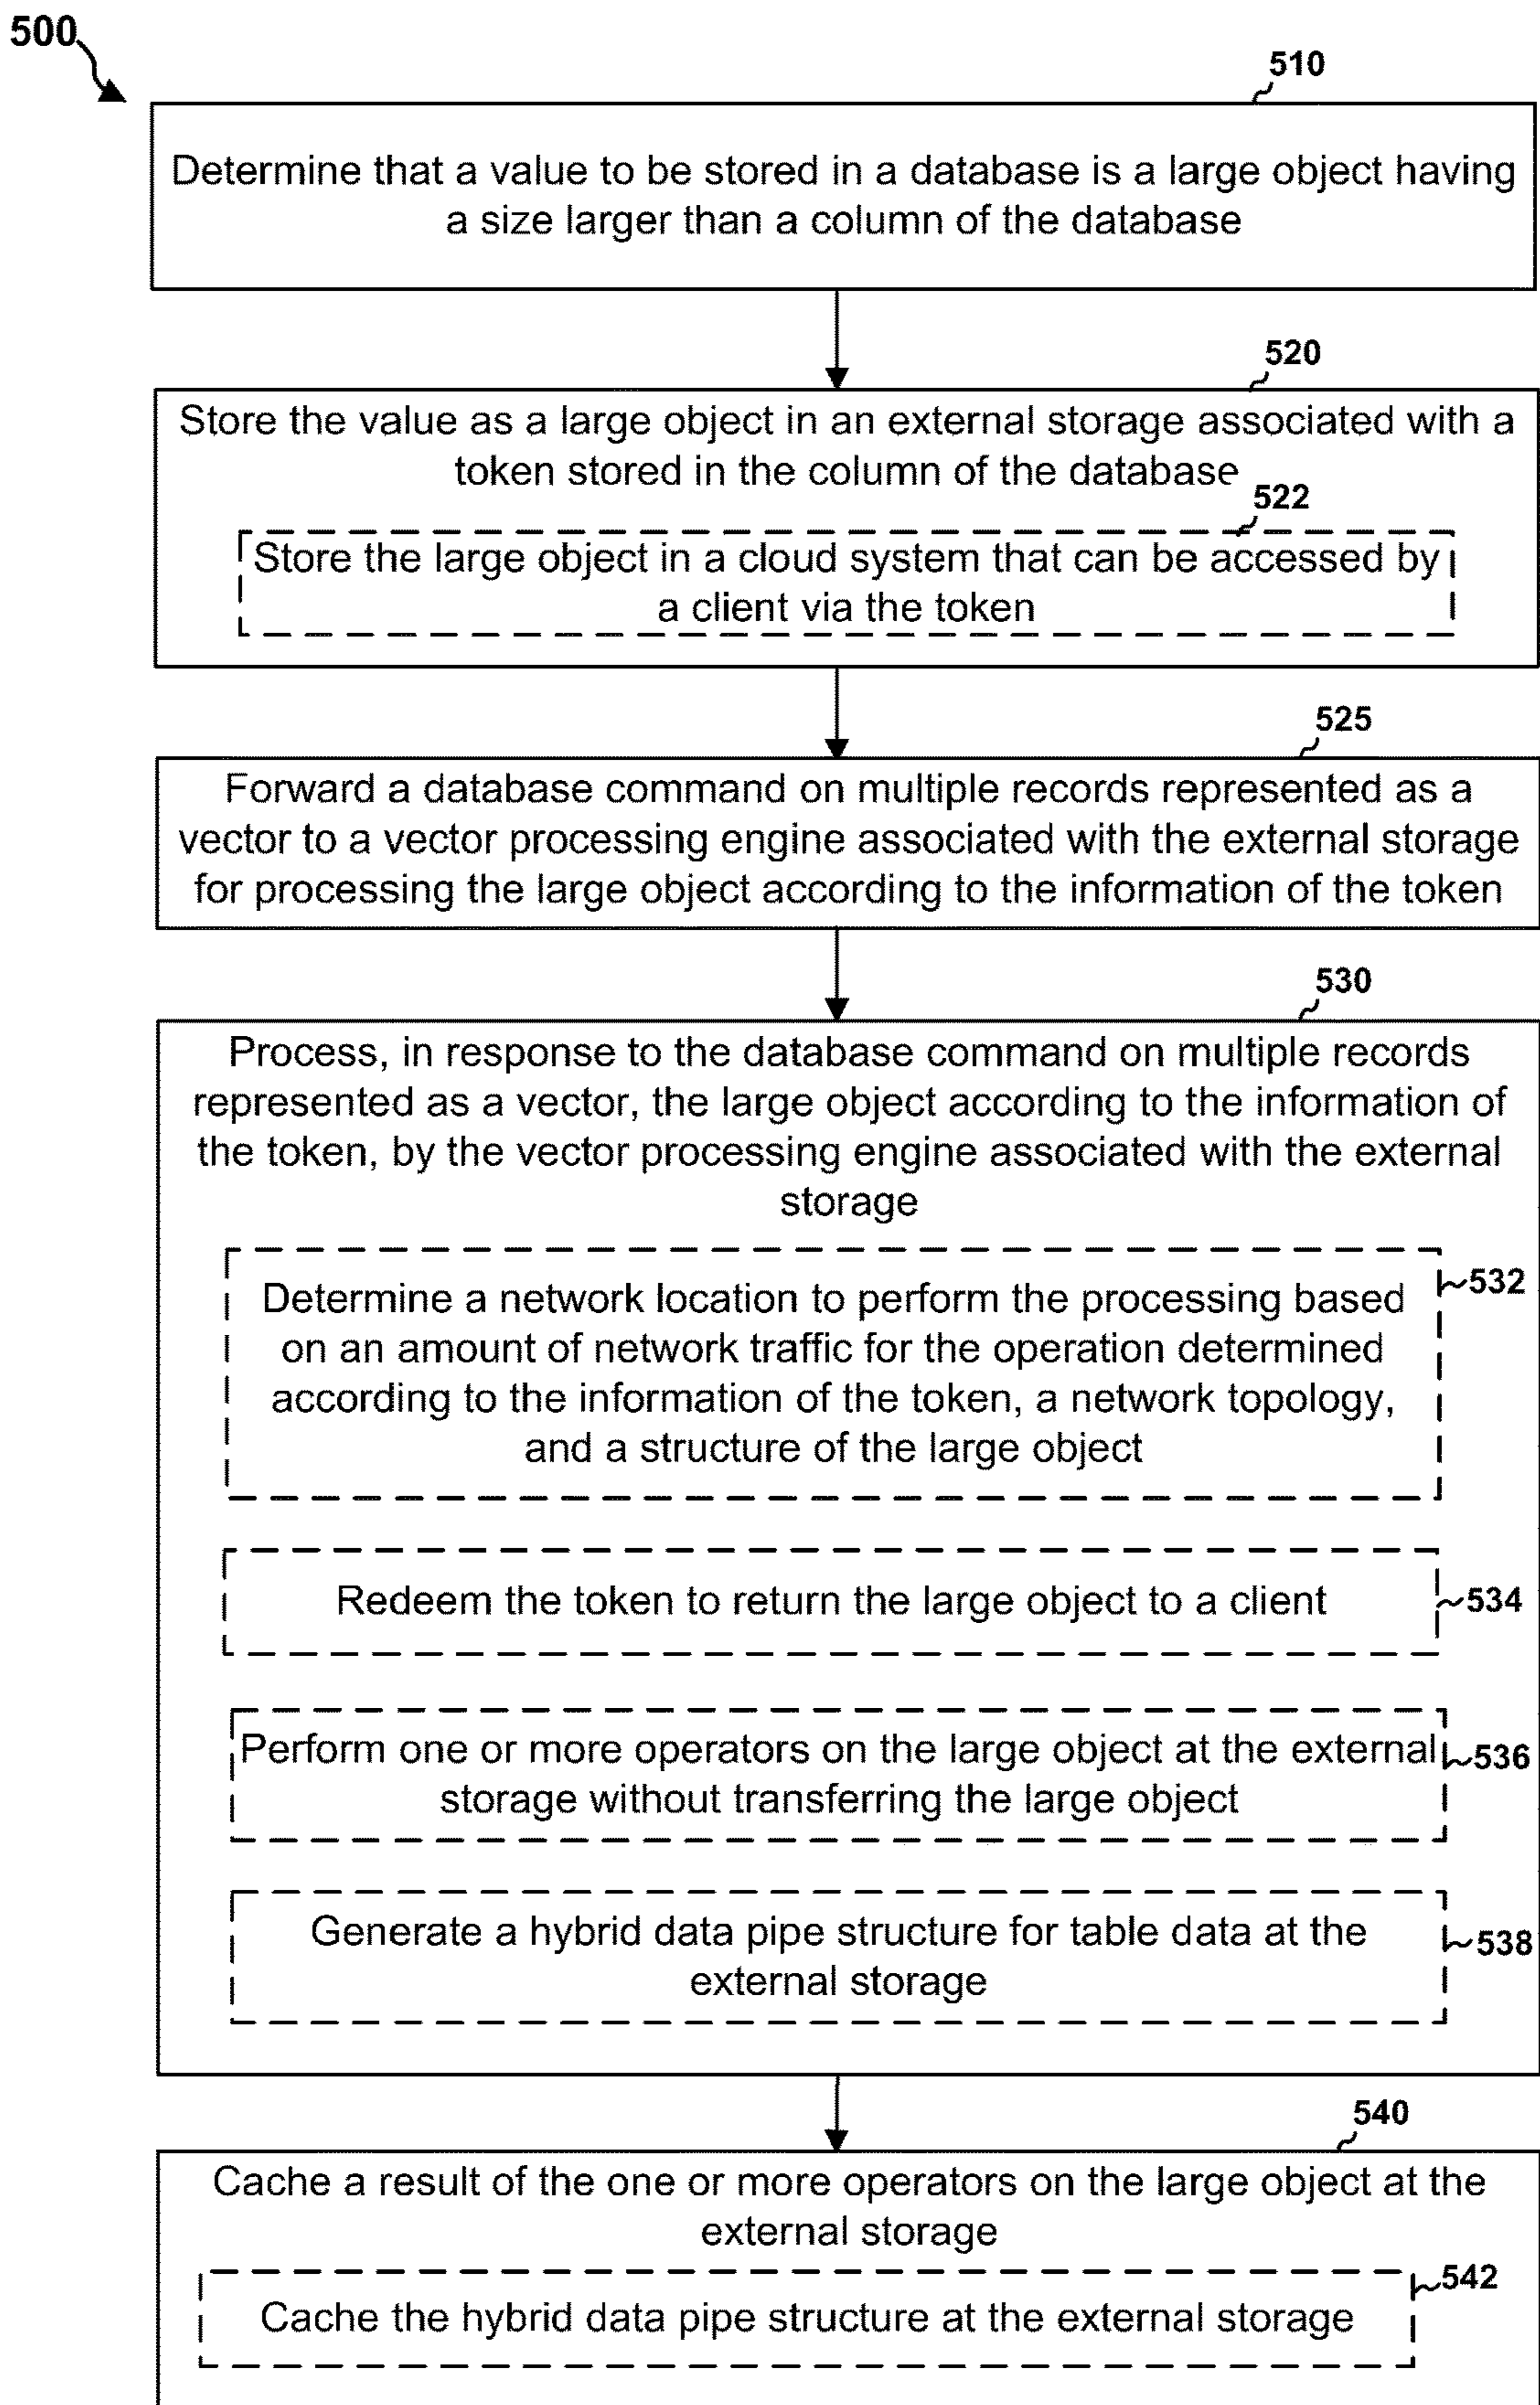 500
510
Determine that a value to be stored in a database is a large object having
a size larger than a column of the database
520
Store the value as a large object in an external storage associated with a
token stored in the column of the database
522
Store the large object in a cloud system that can be accessed by
a client via the token
525
Forward a database command on multiple records represented as a
vector to a vector processing engine associated with the external storage
for processing the large object according to the information of the token
530
Process, in response to the database command on multiple records
represented as a vector, the large object according to the information of
the token, by the vector processing engine associated with the external
storage
532
Determine a network location to perform the processing based
on an amount of network traffic for the operation determined
according to the information of the token, a network topology,
and a structure of the large object
Redeem the token to return the large object to a client
534
Perform one or more operators on the large object at the external
storage without transferring the large object
536
Generate a hybrid data pipe structure for table data at the
external storage
538
540
Cache a result of the one or more operators on the large object at the
external storage
542
Cache the hybrid data pipe structure at the external storage